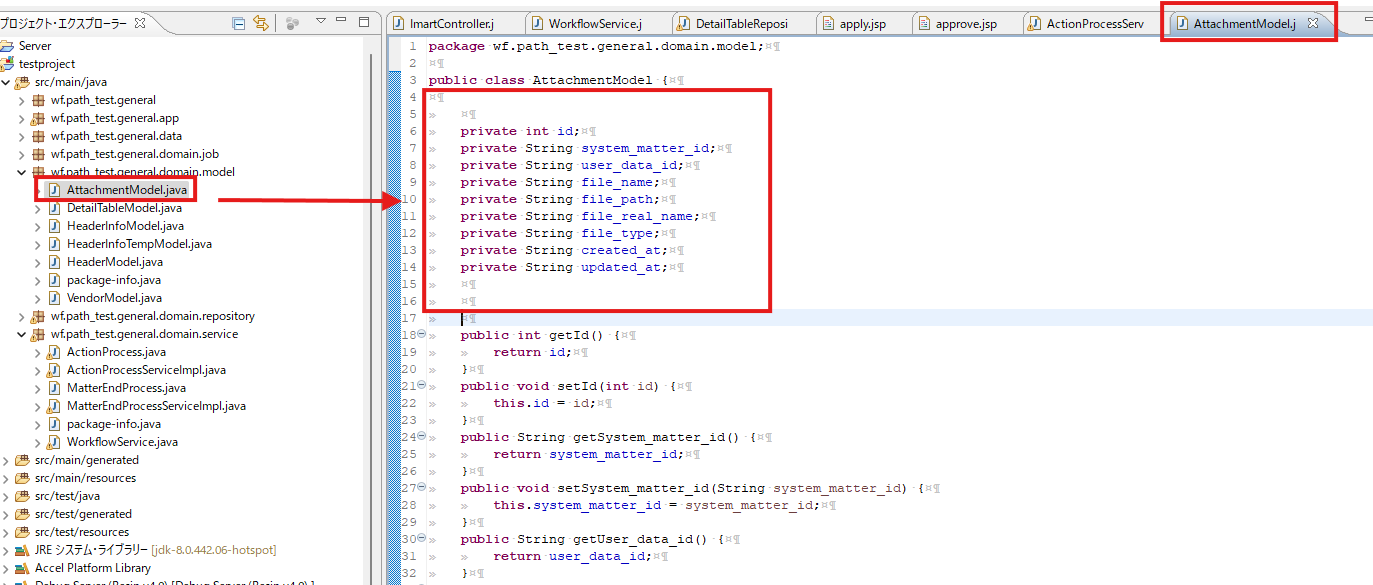 プロジェクト・エクスプローラー
Server
testproject
src/main/java
wf.path_test.general
wf.path_test.general.app
wf.path_test.general.data
wf.path_test.general.domain.job
wf.path_test.general.domain.model
AttachmentModel.java
DetailTableModel.java
HeaderInfoModel.java
HeaderInfoTempModel.java
HeaderModel.java
package-info.java
VendorModel.java
wf.path_test.general.domain.repository
wf.path_test.general.domain.service
ActionProcess.java
ActionProcessServiceImpl.java
MatterEndProcess.java
MatterEndProcessServiceImpl.java
package-info.java
WorkflowService.java
src/main/generated
src/main/resources
src/test/java
src/test/generated
src/test/resources
JRE システム・ライブラリー [jdk-8.0.442.06-hotspot]
Accel Platform Library
Debug Server (Resin v4.0) [Debug Server (Resin v4.0) ]
ImartController.j
WorkflowService.j
DetailTableReposi
apply.jsp
approve.jsp
ActionProcessServ
AttachmentModel.j
1 package wf.path_test.general.domain.model;¤¶
2 ¤¶
3 public class AttachmentModel {¤¶
4 ¤¶
5 » ¤¶
6 » private int id;¤¶
7 » private String system_matter_id;¤¶
8 » private String user_data_id;¤¶
9 » private String file_name;¤¶
10 » private String file_path;¤¶
11 » private String file_real_name;¤¶
12 » private String file_type;¤¶
13 » private String created_at;¤¶
14 » private String updated_at;¤¶
15 » ¤¶
16 » ¤¶
17 » ¤¶
18 » public int getId() {¤¶
19 » » return id;¤¶
20 » }¤¶
21 » public void setId(int id) {¤¶
22 » » this.id = id;¤¶
23 » }¤¶
24 » public String getSystem_matter_id() {¤¶
25 » » return system_matter_id;¤¶
26 » }¤¶
27 » public void setSystem_matter_id(String system_matter_id) {¤¶
28 » » this.system_matter_id = system_matter_id;¤¶
29 » }¤¶
30 » public String getUser_data_id() {¤¶
31 » » return user_data_id;¤¶
32 » }¤¶